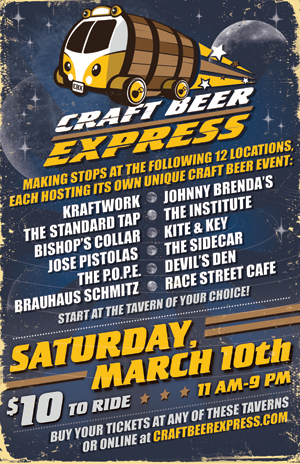 CBX
CRAFT BEER
EXPRESS
MAKING STOPS AT THE FOLLOWING 12 LOCATIONS,
EACH HOSTING ITS OWN UNIQUE CRAFT BEER EVENT:
KRAFTWORK JOHNNY BRENDA'S
THE STANDARD TAP THE INSTITUTE
BISHOP'S COLLAR KITE & KEY
JOSE PISTOLAS THE SIDECAR
THE P.O.P.E. DEVIL'S DEN
BRAUHAUS SCHMITZ RACE STREET CAFE
START AT THE TAVERN OF YOUR CHOICE!
SATURDAY,
MARCH 10th
$10 TO RIDE 11 AM-9 PM
BUY YOUR TICKETS AT ANY OF THESE TAVERNS
OR ONLINE at CRAFTBEEREXPRESS.COM